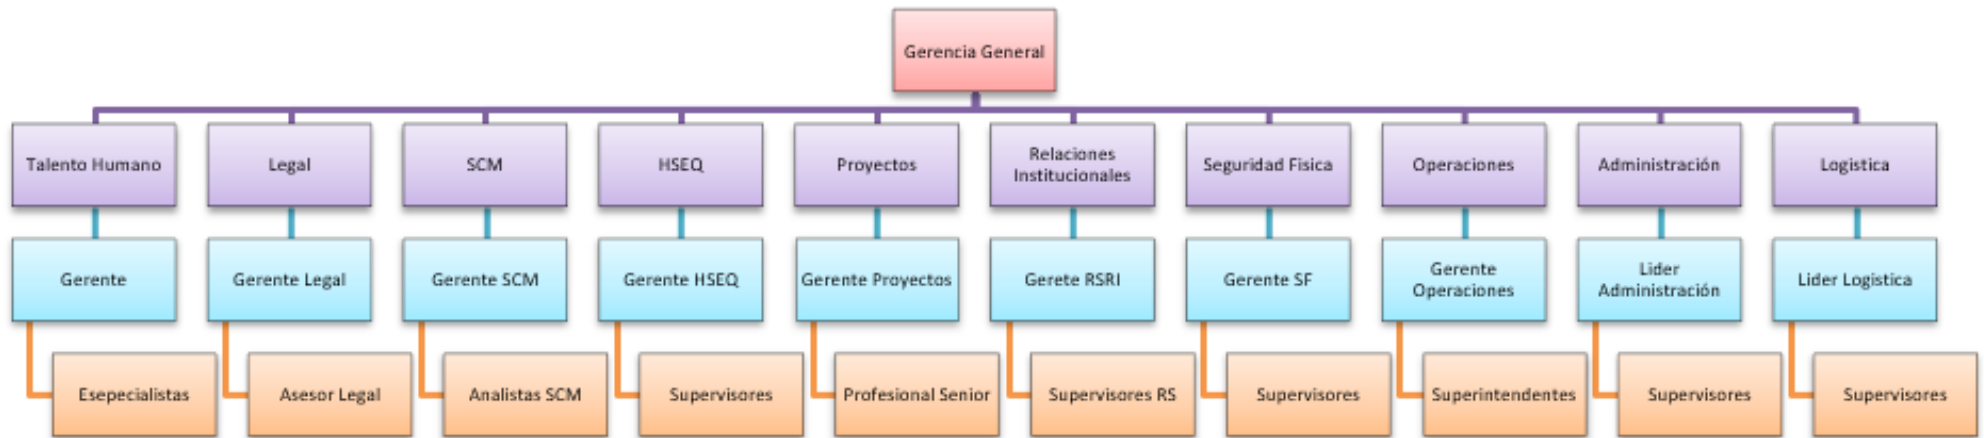 Gerencia General
Talento Humano
Legal
SCM
HSEQ
Proyectos
Relaciones
Institucionales
Seguridad Fisica
Operaciones
Administración
Logistica
Gerente
Gerente Legal
Gerente SCM
Gerente HSEQ
Gerente Proyectos
Gerete RSRI
Gerente SF
Gerente
Operaciones
Lider
Administración
Lider Logistica
Esepecialistas
Asesor Legal
Analistas SCM
Supervisores
Profesional Senior
Supervisores RS
Supervisores
Superintendentes
Supervisores
Supervisores